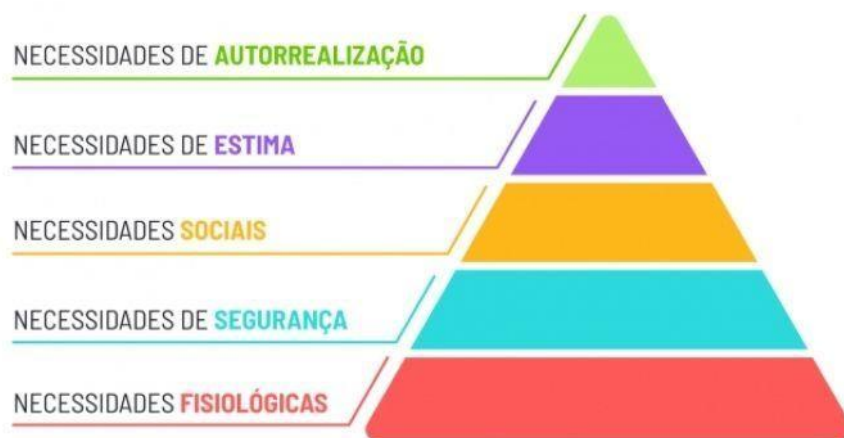 NECESSIDADES DE AUTORREALIZAÇÃO
NECESSIDADES DE ESTIMA
NECESSIDADES SOCIAIS
NECESSIDADES DE SEGURANÇA
NECESSIDADES FISIOLÓGICAS